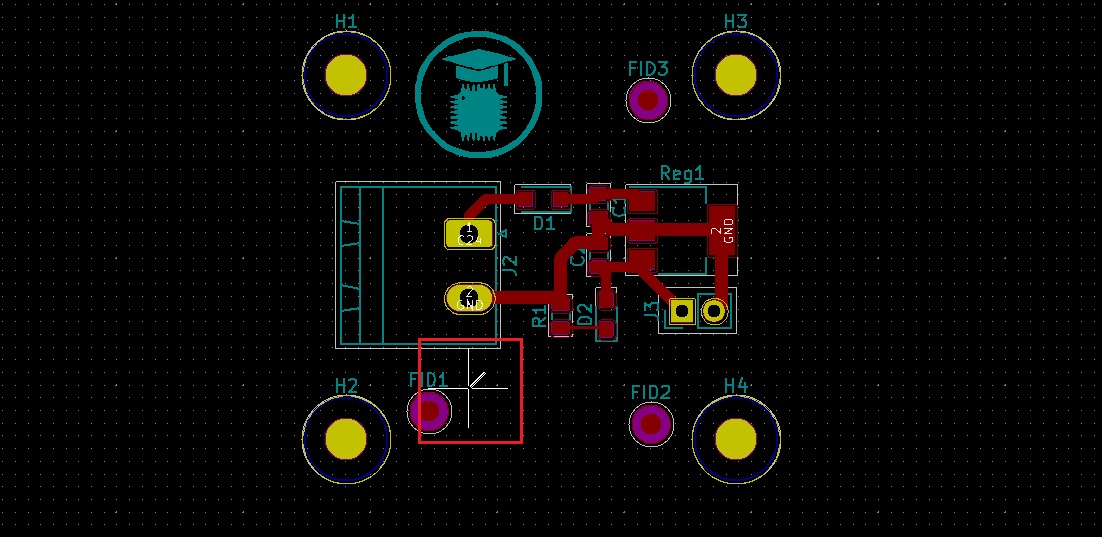 H1
H3
FID3
Reg1
D1
C1
1
C24
2
GND
J2
C2
2
GND
R1
D2
J3
FID1
H2
FID2
H4